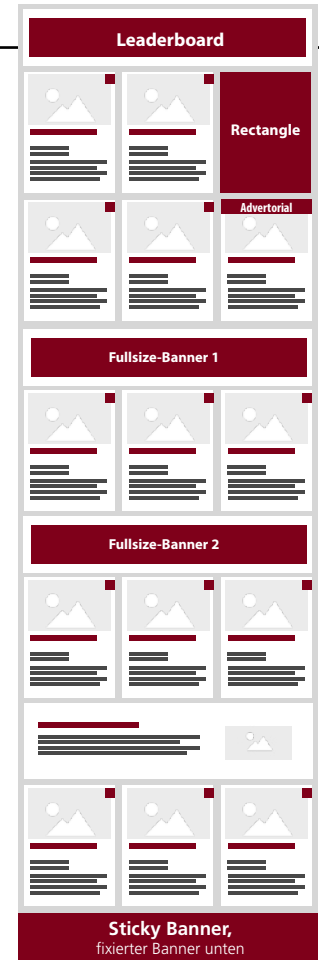 Leaderboard
Rectangle
Advertorial
Fullsize-Banner 1
Fullsize-Banner 2
Sticky Banner,
fixierter Banner unten